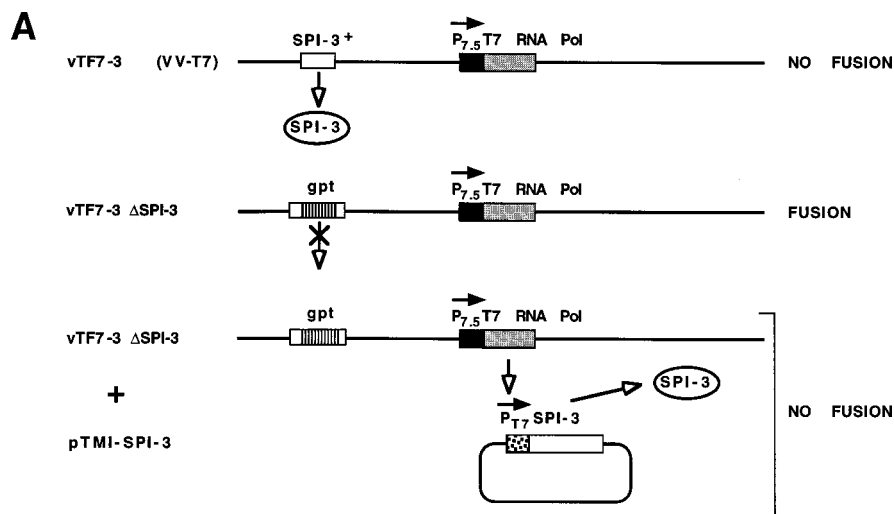 A
SPI-3+
P7.5 T7 RNA Pol
vTF7-3 (VV-T7)
NO FUSION
SPI-3
gpt
P7.5 T7 RNA Pol
vTF7-3 ΔSPI-3
FUSION
gpt
P7.5 T7 RNA Pol
vTF7-3 ΔSPI-3
SPI-3
+
PT7 SPI-3
NO FUSION
pTMI-SPI-3